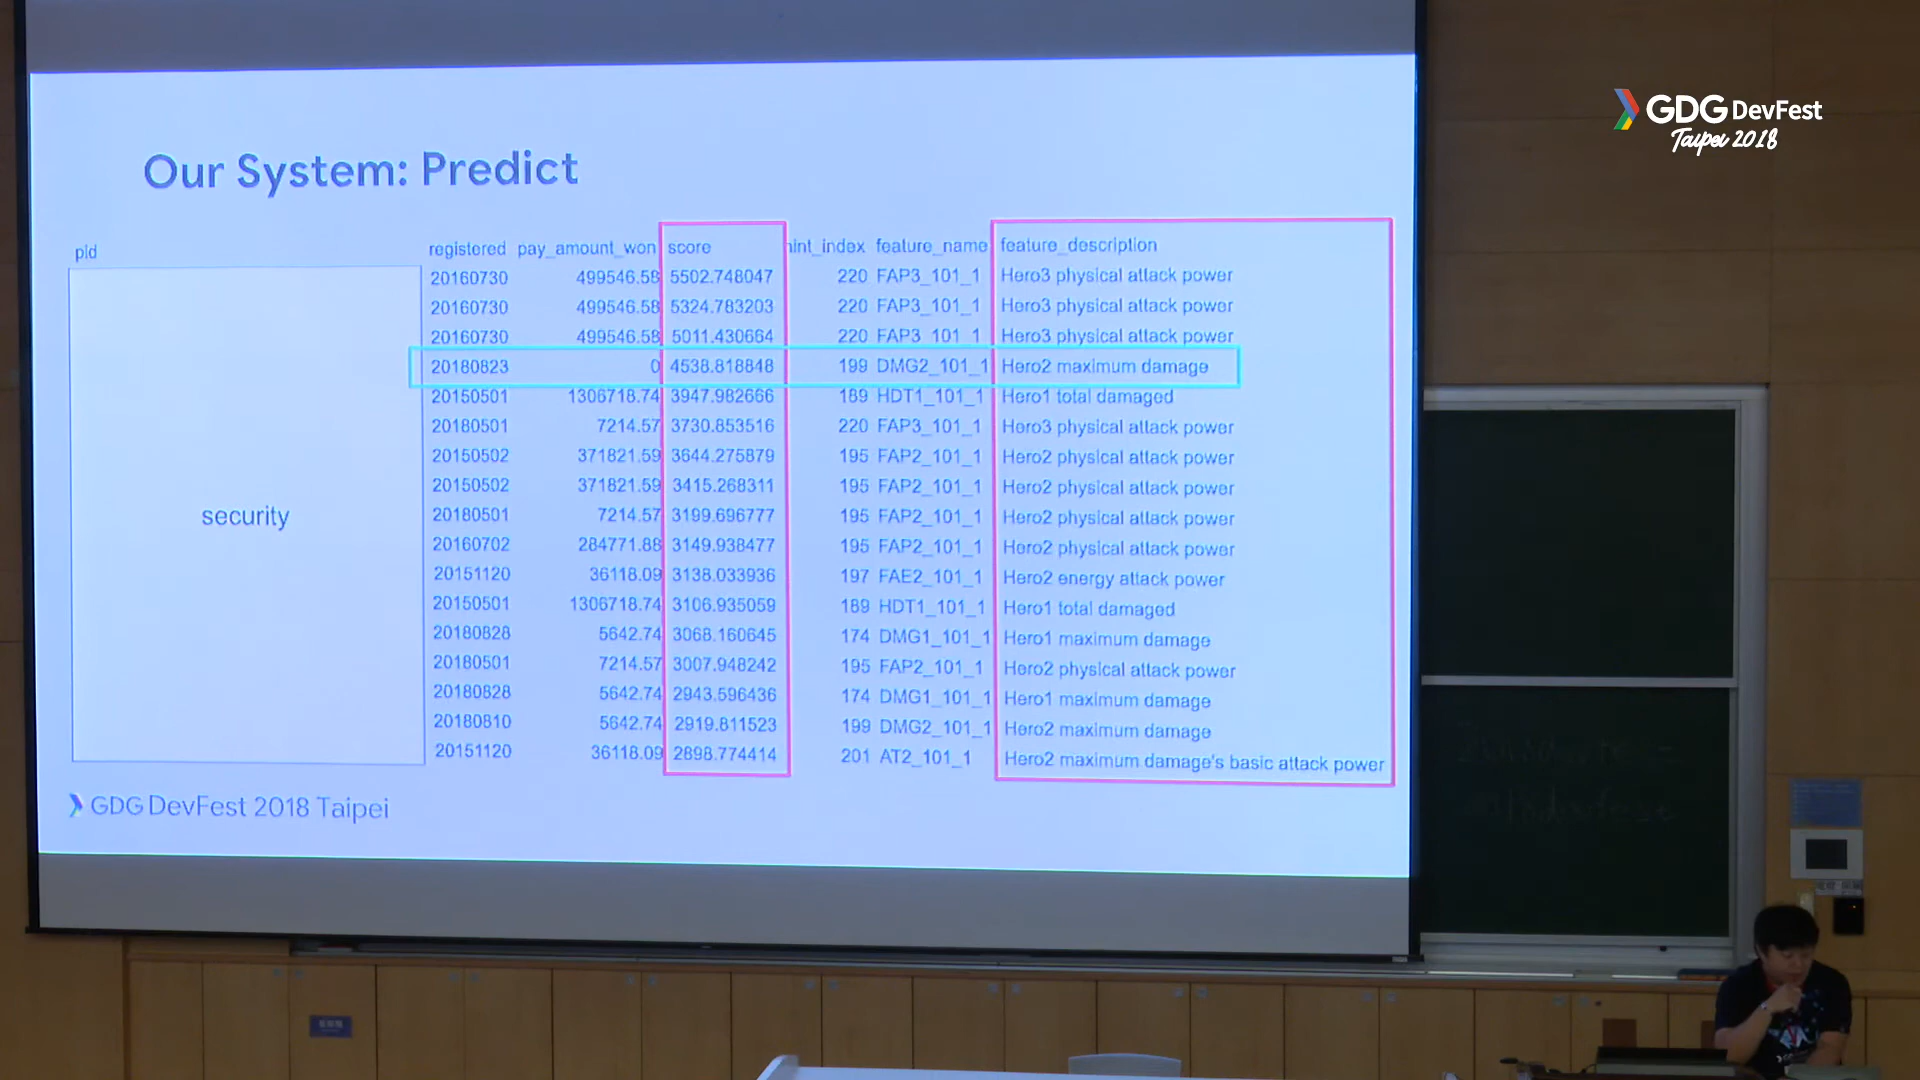 GDG DevFest
Taipei 2018
Our System: Predict
pid registered pay_amount_won score hint_index feature_name feature_description
20160730 499546.58 5502.748047 220 FAP3_101_1 Hero3 physical attack power
20160730 499546.58 5324.783203 220 FAP3_101_1 Hero3 physical attack power
20160730 499546.58 5011.430664 220 FAP3_101_1 Hero3 physical attack power
20180823 0 4538.818848 199 DMG2_101_1 Hero2 maximum damage
20150501 1306718.74 3947.982666 189 HDT1_101_1 Hero1 total damaged
20180501 7214.57 3730.853516 220 FAP3_101_1 Hero3 physical attack power
20150502 371821.59 3644.275879 195 FAP2_101_1 Hero2 physical attack power
20150502 371821.59 3415.268311 195 FAP2_101_1 Hero2 physical attack power
security 20180501 7214.57 3199.696777 195 FAP2_101_1 Hero2 physical attack power
20160702 284771.88 3149.938477 195 FAP2_101_1 Hero2 physical attack power
20151120 36118.09 3138.033936 197 FAE2_101_1 Hero2 energy attack power
20150501 1306718.74 3106.935059 189 HDT1_101_1 Hero1 total damaged
20180828 5642.74 3068.160645 174 DMG1_101_1 Hero1 maximum damage
20180501 7214.57 3007.948242 195 FAP2_101_1 Hero2 physical attack power
20180828 5642.74 2943.596436 174 DMG1_101_1 Hero1 maximum damage
20180810 5642.74 2919.811523 199 DMG2_101_1 Hero2 maximum damage
20151120 36118.09 2898.774414 201 AT2_101_1 Hero2 maximum damage's basic attack power
GDG DevFest 2018 Taipei